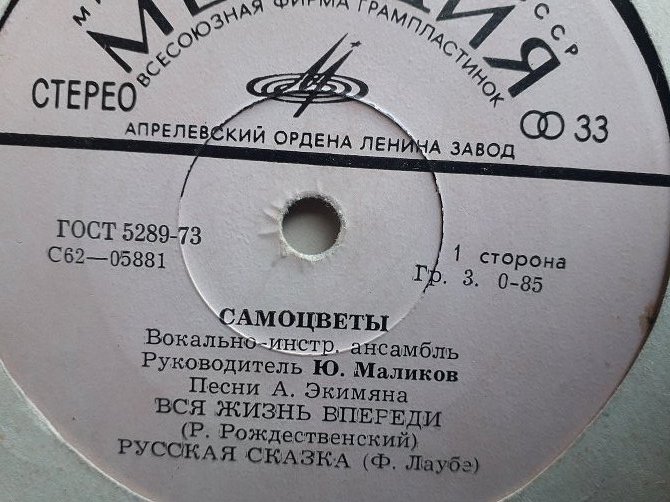 МЕЛОДИЯ
ВСЕСОЮЗНАЯ ФИРМА ГРАМПЛАСТИНОК
СТЕРЕО
33
АПРЕЛЕВСКИЙ ОРДЕНА ЛЕНИНА ЗАВОД
ГОСТ 5289-73
С62—05881
1 сторона
Гр. 3. 0-85
САМОЦВЕТЫ
Вокально-инстр. ансамбль
Руководитель Ю. Маликов
Песни А. Экимяна
ВСЯ ЖИЗНЬ ВПЕРЕДИ
(Р. Рождественский)
РУССКАЯ СКАЗКА (Ф. Лаубе)